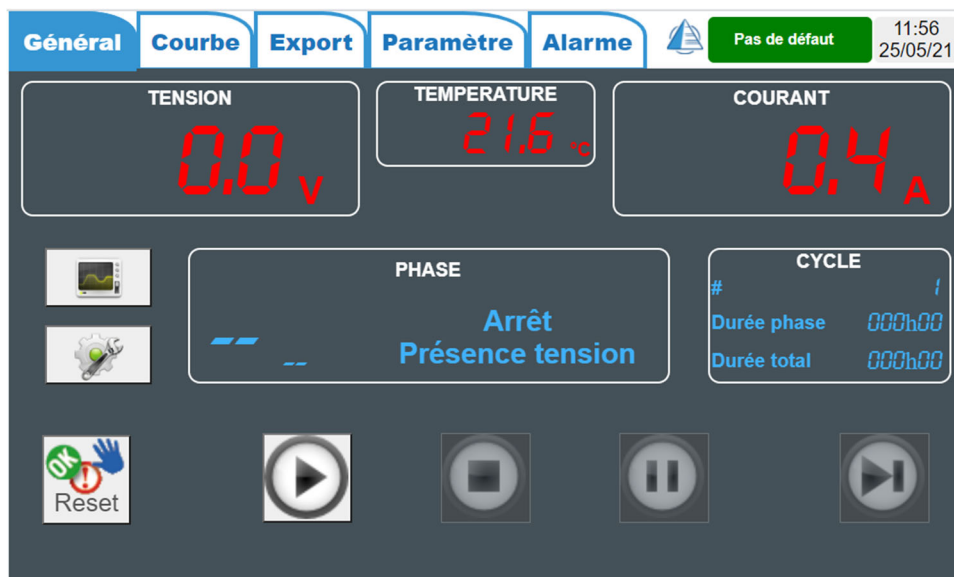 Général Courbe Export Paramètre Alarme Pas de défaut 11:56
25/05/21
TENSION
0.0 V
TEMPERATURE
21.6 °C
COURANT
0.4 A
PHASE
-- --
Arrêt
Présence tension
CYCLE
# 1
Durée phase 000h00
Durée total 000h00
OK
!
Reset